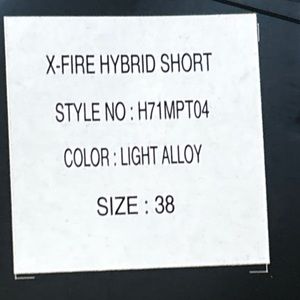 X-FIRE HYBRID SHORT
STYLE NO : H71MPT04
COLOR : LIGHT ALLOY
SIZE : 38